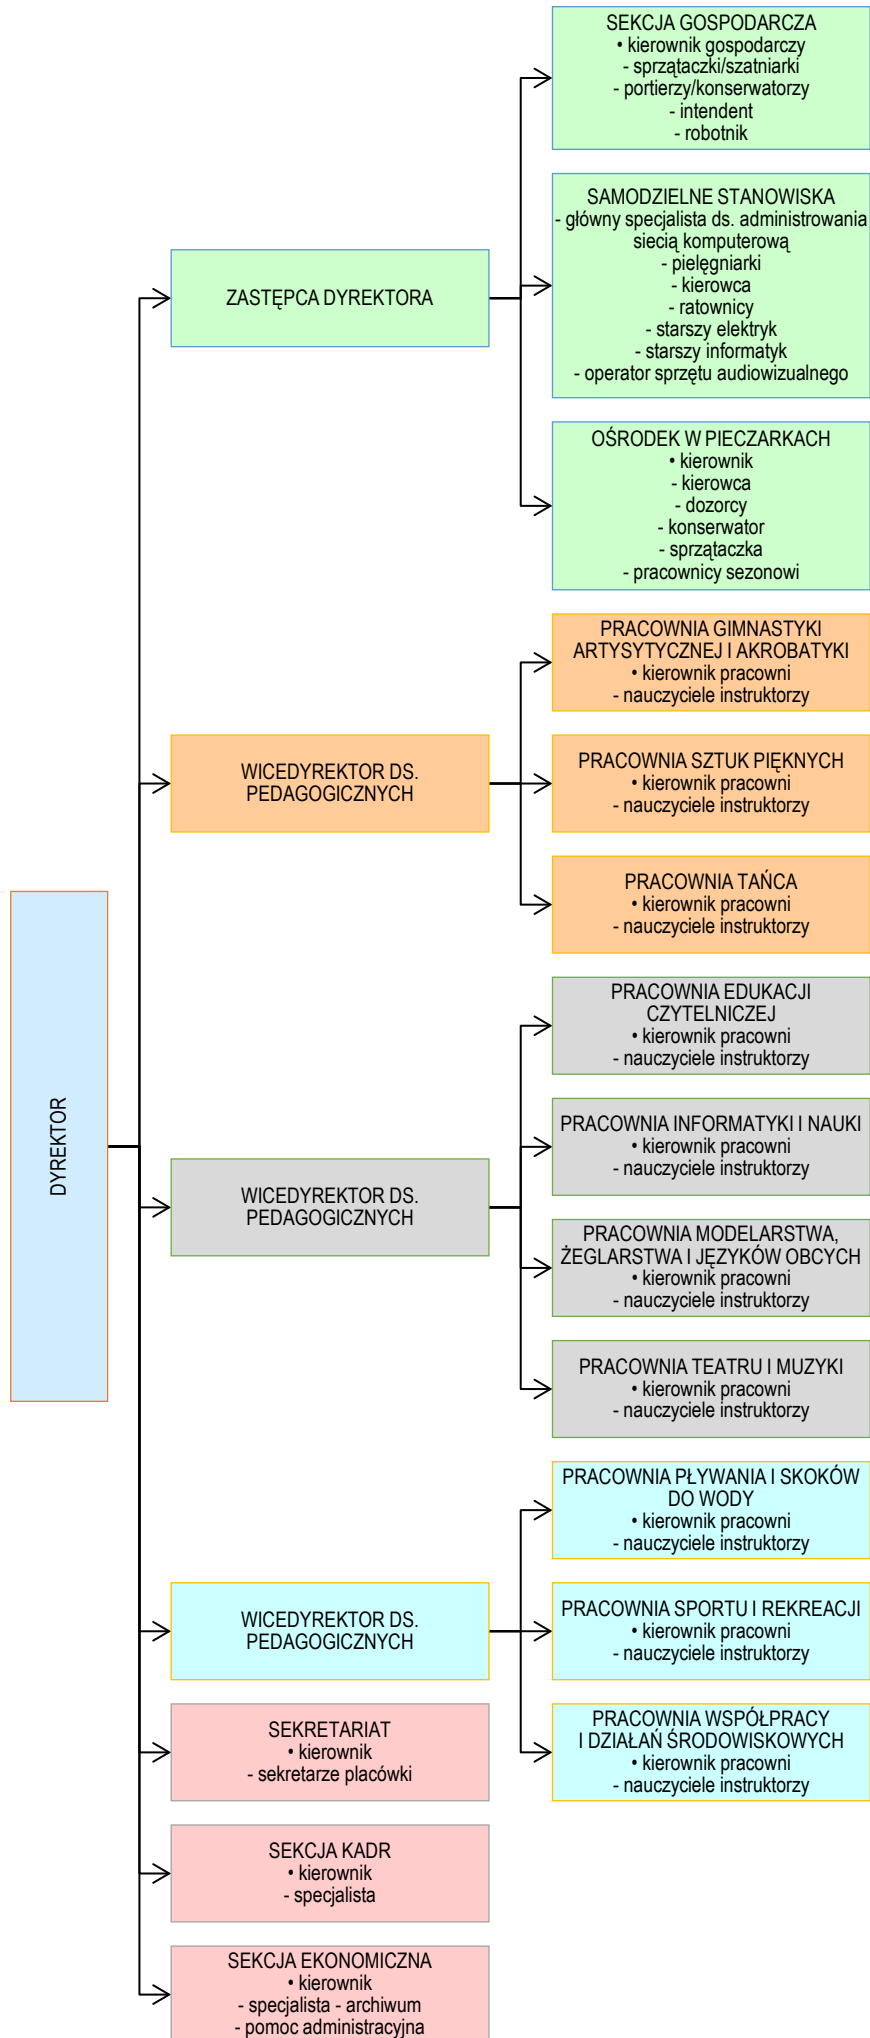 DYREKTOR
ZASTĘPCA DYREKTORA
SEKCJA GOSPODARCZA
• kierownik gospodarczy
- sprzątaczki/szatniarki
- portierzy/konserwatorzy
- intendent
- robotnik
SAMODZIELNE STANOWISKA
- główny specjalista ds. administrowania
siecią komputerową
- pielęgniarki
- kierowca
- ratownicy
- starszy elektryk
- starszy informatyk
- operator sprzętu audiowizualnego
OŚRODEK W PIECZARKACH
• kierownik
- kierowca
- dozorcy
- konserwator
- sprzątaczka
- pracownicy sezonowi
WICEDYREKTOR DS.
PEDAGOGICZNYCH
PRACOWNIA GIMNASTYKI
ARTYSYTYCZNEJ I AKROBATYKI
• kierownik pracowni
- nauczyciele instruktorzy
PRACOWNIA SZTUK PIĘKNYCH
• kierownik pracowni
- nauczyciele instruktorzy
PRACOWNIA TAŃCA
• kierownik pracowni
- nauczyciele instruktorzy
WICEDYREKTOR DS.
PEDAGOGICZNYCH
PRACOWNIA EDUKACJI
CZYTELNICZEJ
• kierownik pracowni
- nauczyciele instruktorzy
PRACOWNIA INFORMATYKI I NAUKI
• kierownik pracowni
- nauczyciele instruktorzy
PRACOWNIA MODELARSTWA,
ŻEGLARSTWA I JĘZYKÓW OBCYCH
• kierownik pracowni
- nauczyciele instruktorzy
PRACOWNIA TEATRU I MUZYKI
• kierownik pracowni
- nauczyciele instruktorzy
WICEDYREKTOR DS.
PEDAGOGICZNYCH
PRACOWNIA PŁYWANIA I SKOKÓW
DO WODY
• kierownik pracowni
- nauczyciele instruktorzy
PRACOWNIA SPORTU I REKREACJI
• kierownik pracowni
- nauczyciele instruktorzy
PRACOWNIA WSPÓŁPRACY
I DZIAŁAŃ ŚRODOWISKOWYCH
• kierownik pracowni
- nauczyciele instruktorzy
SEKRETARIAT
• kierownik
- sekretarze placówki
SEKCJA KADR
• kierownik
- specjalista
SEKCJA EKONOMICZNA
• kierownik
- specjalista - archiwum
- pomoc administracyjna